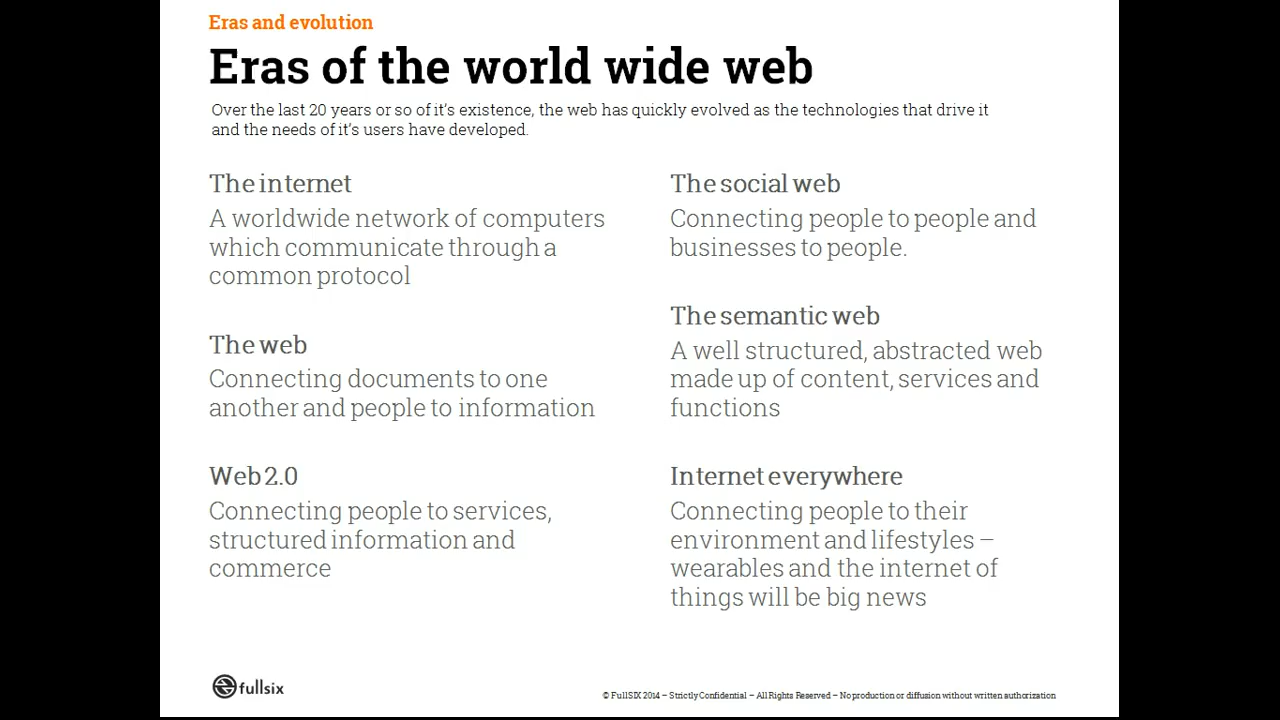 Eras and evolution
Eras of the world wide web
Over the last 20 years or so of it's existence, the web has quickly evolved as the technologies that drive it
and the needs of it's users have developed.
The internet
A worldwide network of computers
which communicate through a
common protocol
The web
Connecting documents to one
another and people to information
Web 2.0
Connecting people to services,
structured information and
commerce
The social web
Connecting people to people and
businesses to people.
The semantic web
A well structured, abstracted web
made up of content, services and
functions
Internet everywhere
Connecting people to their
environment and lifestyles –
wearables and the internet of
things will be big news
fullsix
© FullSIX 2014 – Strictly Confidential – All Rights Reserved – No production or diffusion without written authorization